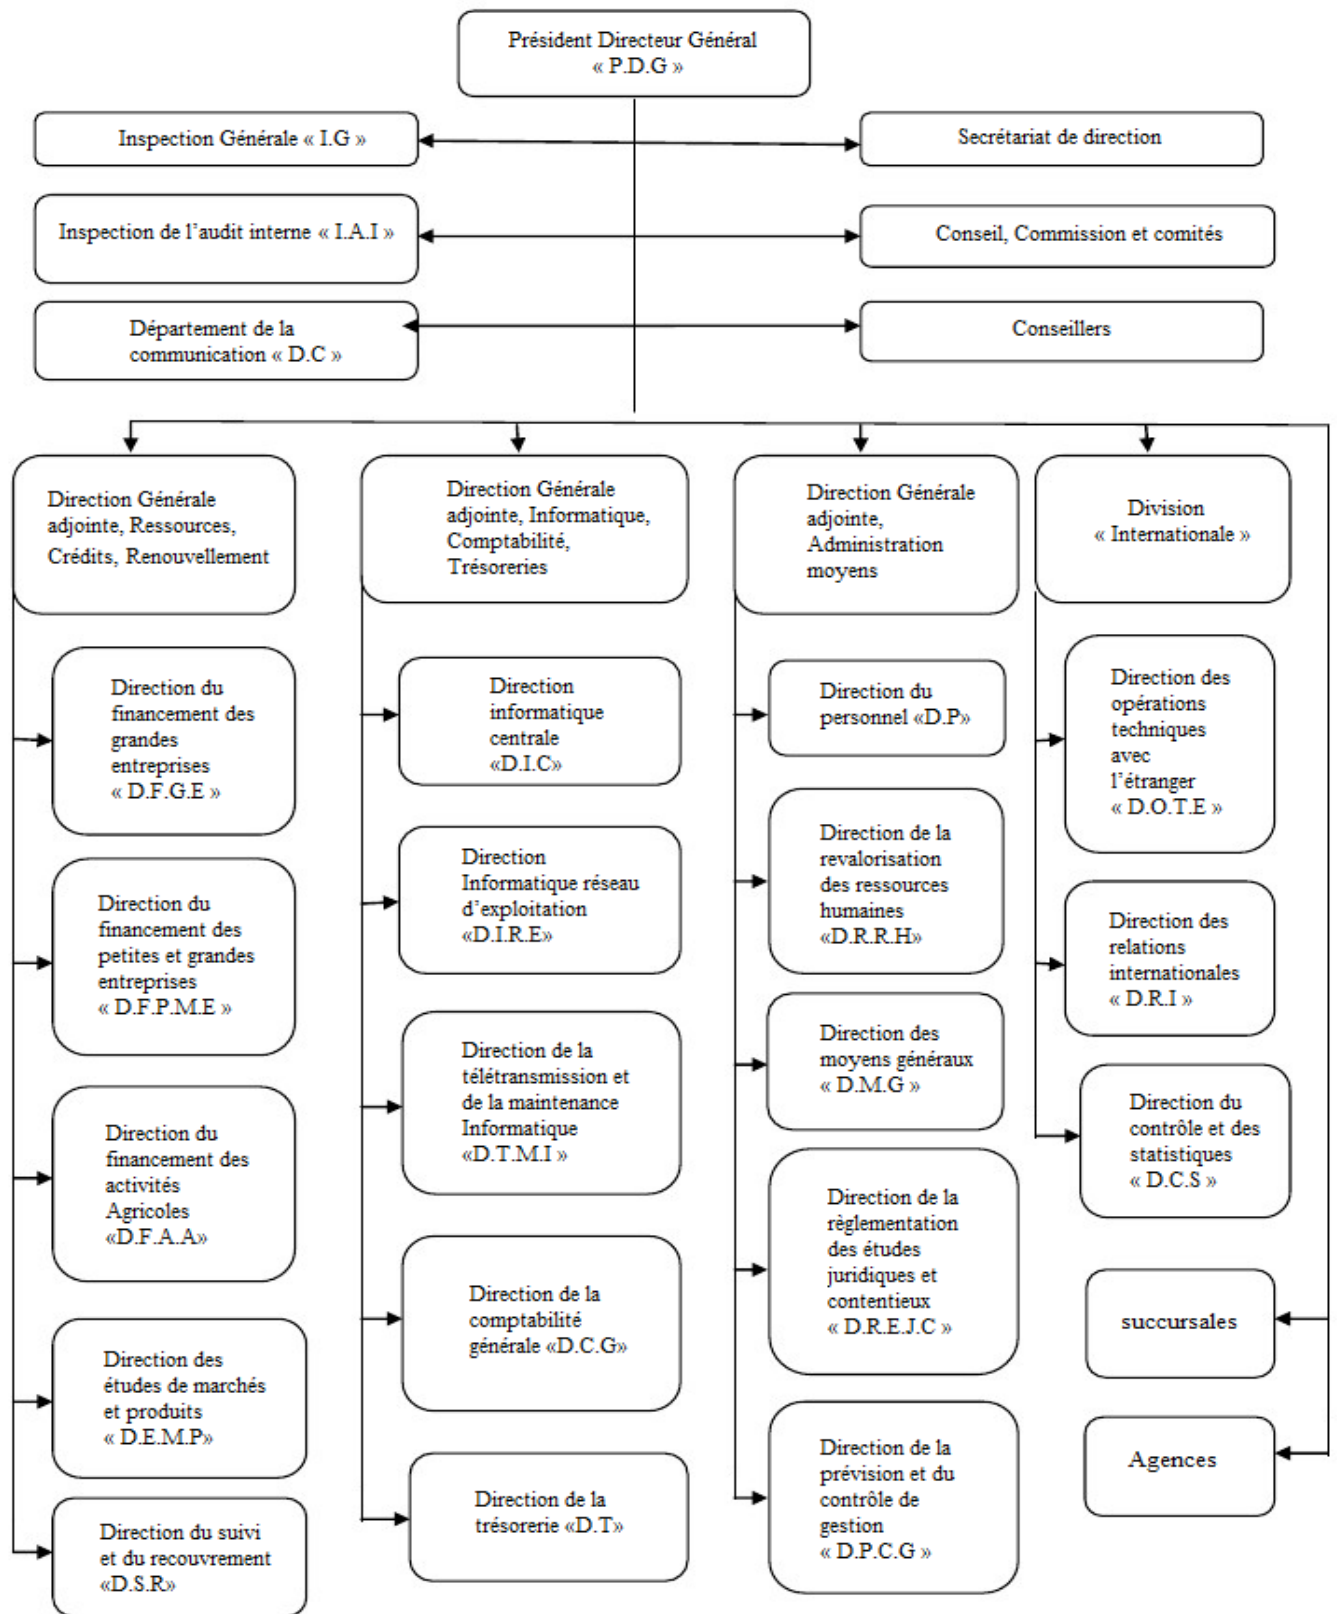 Président Directeur Général
« P.D.G »
Inspection Générale « I.G »
Secrétariat de direction
Inspection de l'audit interne « I.A.I »
Conseil, Commission et comités
Département de la
communication « D.C »
Conseillers
Direction Générale
adjointe, Ressources,
Crédits, Renouvellement
Direction Générale
adjointe, Informatique,
Comptabilité,
Trésoreries
Direction Générale
adjointe,
Administration
moyens
Division
« Internationale »
Direction du
financement des
grandes
entreprises
« D.F.G.E »
Direction du
financement des
petites et grandes
entreprises
« D.F.P.M.E »
Direction du
financement des
activités
Agricoles
«D.F.A.A»
Direction des
études de marchés
et produits
« D.E.M.P»
Direction du suivi
et du recouvrement
«D.S.R»
Direction
informatique
centrale
«D.I.C»
Direction
Informatique réseau
d'exploitation
«D.I.R.E»
Direction de la
télétransmission et
de la maintenance
Informatique
«D.T.M.I »
Direction de la
comptabilité
générale «D.C.G»
Direction de la
trésorerie «D.T»
Direction du
personnel «D.P»
Direction de la
revalorisation
des ressources
humaines
«D.R.R.H»
Direction des
moyens généraux
« D.M.G »
Direction de la
règlementation
des études
juridiques et
contentieux
« D.R.E.J.C »
Direction de la
prévision et du
contrôle de
gestion
« D.P.C.G »
Direction des
opérations
techniques
avec
l'étranger
« D.O.T.E »
Direction des
relations
internationales
« D.R.I »
Direction du
contrôle et des
statistiques
« D.C.S »
succursales
Agences